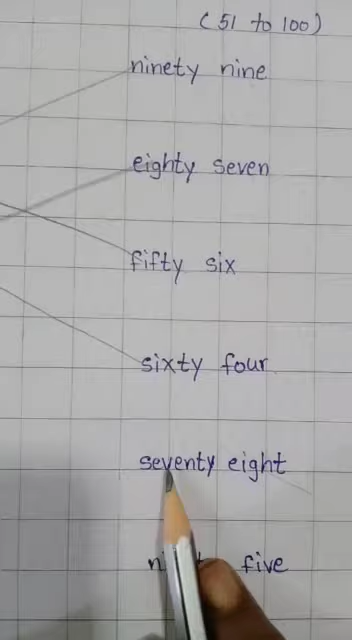 (51 to 100)
ninety nine
eighty seven
fifty six
sixty four
seventy eight
five